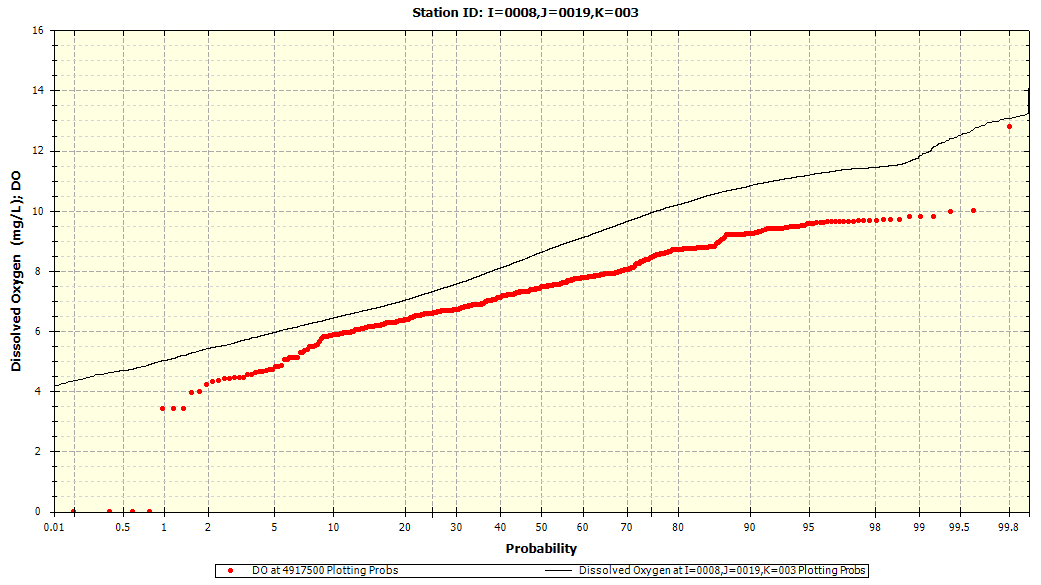 Station ID: I=0008,J=0019,K=003
16
14
12
10
8
6
4
2
0
Dissolved Oxygen (mg/L); DO
0.01 0.5 1 2 5 10 20 30 40 50 60 70 80 90 95 98 99 99.5 99.8
Probability
DO at 4917500 Plotting Probs Dissolved Oxygen at I=0008,J=0019,K=003 Plotting Probs